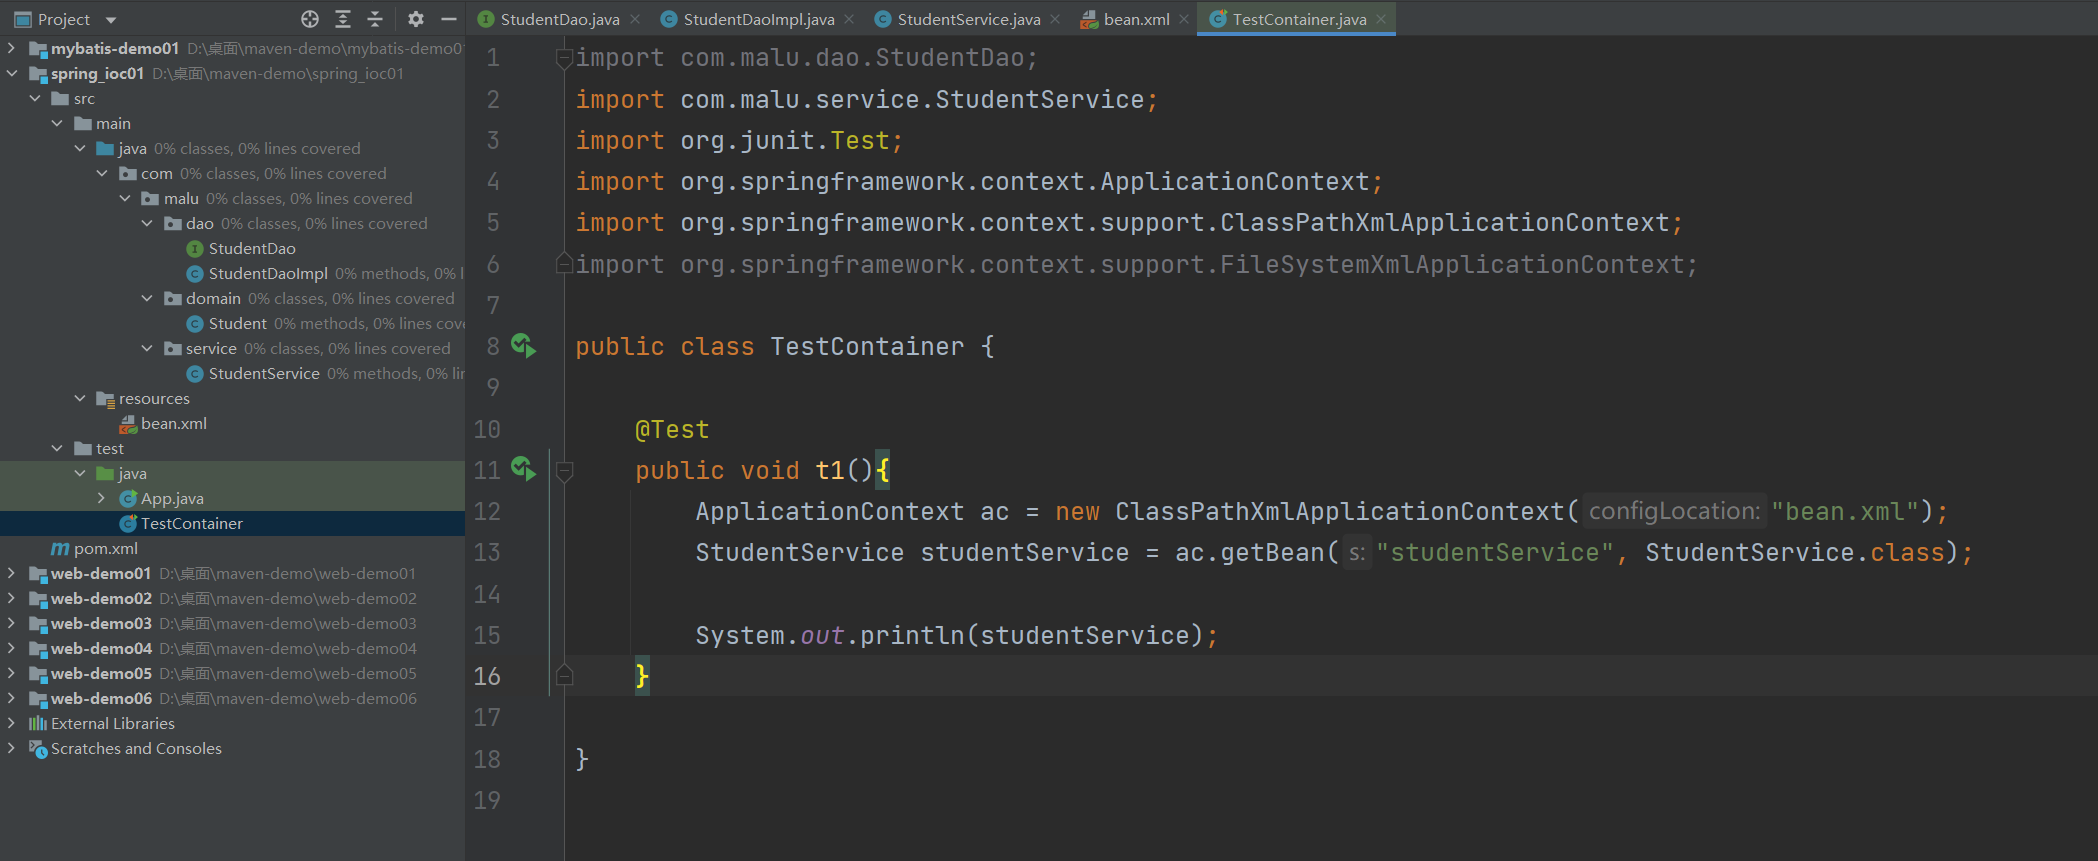 Project
mybatis-demo01 D:\桌面\maven-demo\mybatis-demo01
spring_ioc01 D:\桌面\maven-demo\spring_ioc01
src
main
java 0% classes, 0% lines covered
com 0% classes, 0% lines covered
malu 0% classes, 0% lines covered
dao 0% classes, 0% lines covered
StudentDao
StudentDaoImpl 0% methods, 0% l
domain 0% classes, 0% lines covered
Student 0% methods, 0% lines cove
service 0% classes, 0% lines covered
StudentService 0% methods, 0% lin
resources
bean.xml
test
java
App.java
TestContainer
pom.xml
web-demo01 D:\桌面\maven-demo\web-demo01
web-demo02 D:\桌面\maven-demo\web-demo02
web-demo03 D:\桌面\maven-demo\web-demo03
web-demo04 D:\桌面\maven-demo\web-demo04
web-demo05 D:\桌面\maven-demo\web-demo05
web-demo06 D:\桌面\maven-demo\web-demo06
External Libraries
Scratches and Consoles
StudentDao.java StudentDaoImpl.java StudentService.java bean.xml TestContainer.java
1 import com.malu.dao.StudentDao;
2 import com.malu.service.StudentService;
3 import org.junit.Test;
4 import org.springframework.context.ApplicationContext;
5 import org.springframework.context.support.ClassPathXmlApplicationContext;
6 import org.springframework.context.support.FileSystemXmlApplicationContext;
7
8 public class TestContainer {
9
10 @Test
11 public void t1(){
12 ApplicationContext ac = new ClassPathXmlApplicationContext( configLocation: "bean.xml");
13 StudentService studentService = ac.getBean( s: "studentService", StudentService.class);
14
15 System.out.println(studentService);
16 }
17
18 }
19